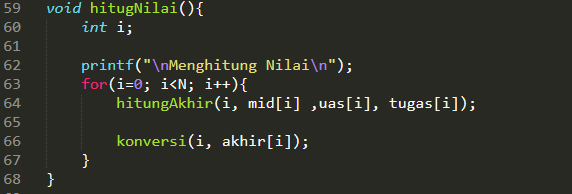 59 void hitugNilai(){
60     int i;
61
62     printf("\nMenghitung Nilai\n");
63     for(i=0; i<N; i++){
64         hitungAkhir(i, mid[i] ,uas[i], tugas[i]);
65
66         konversi(i, akhir[i]);
67     }
68 }